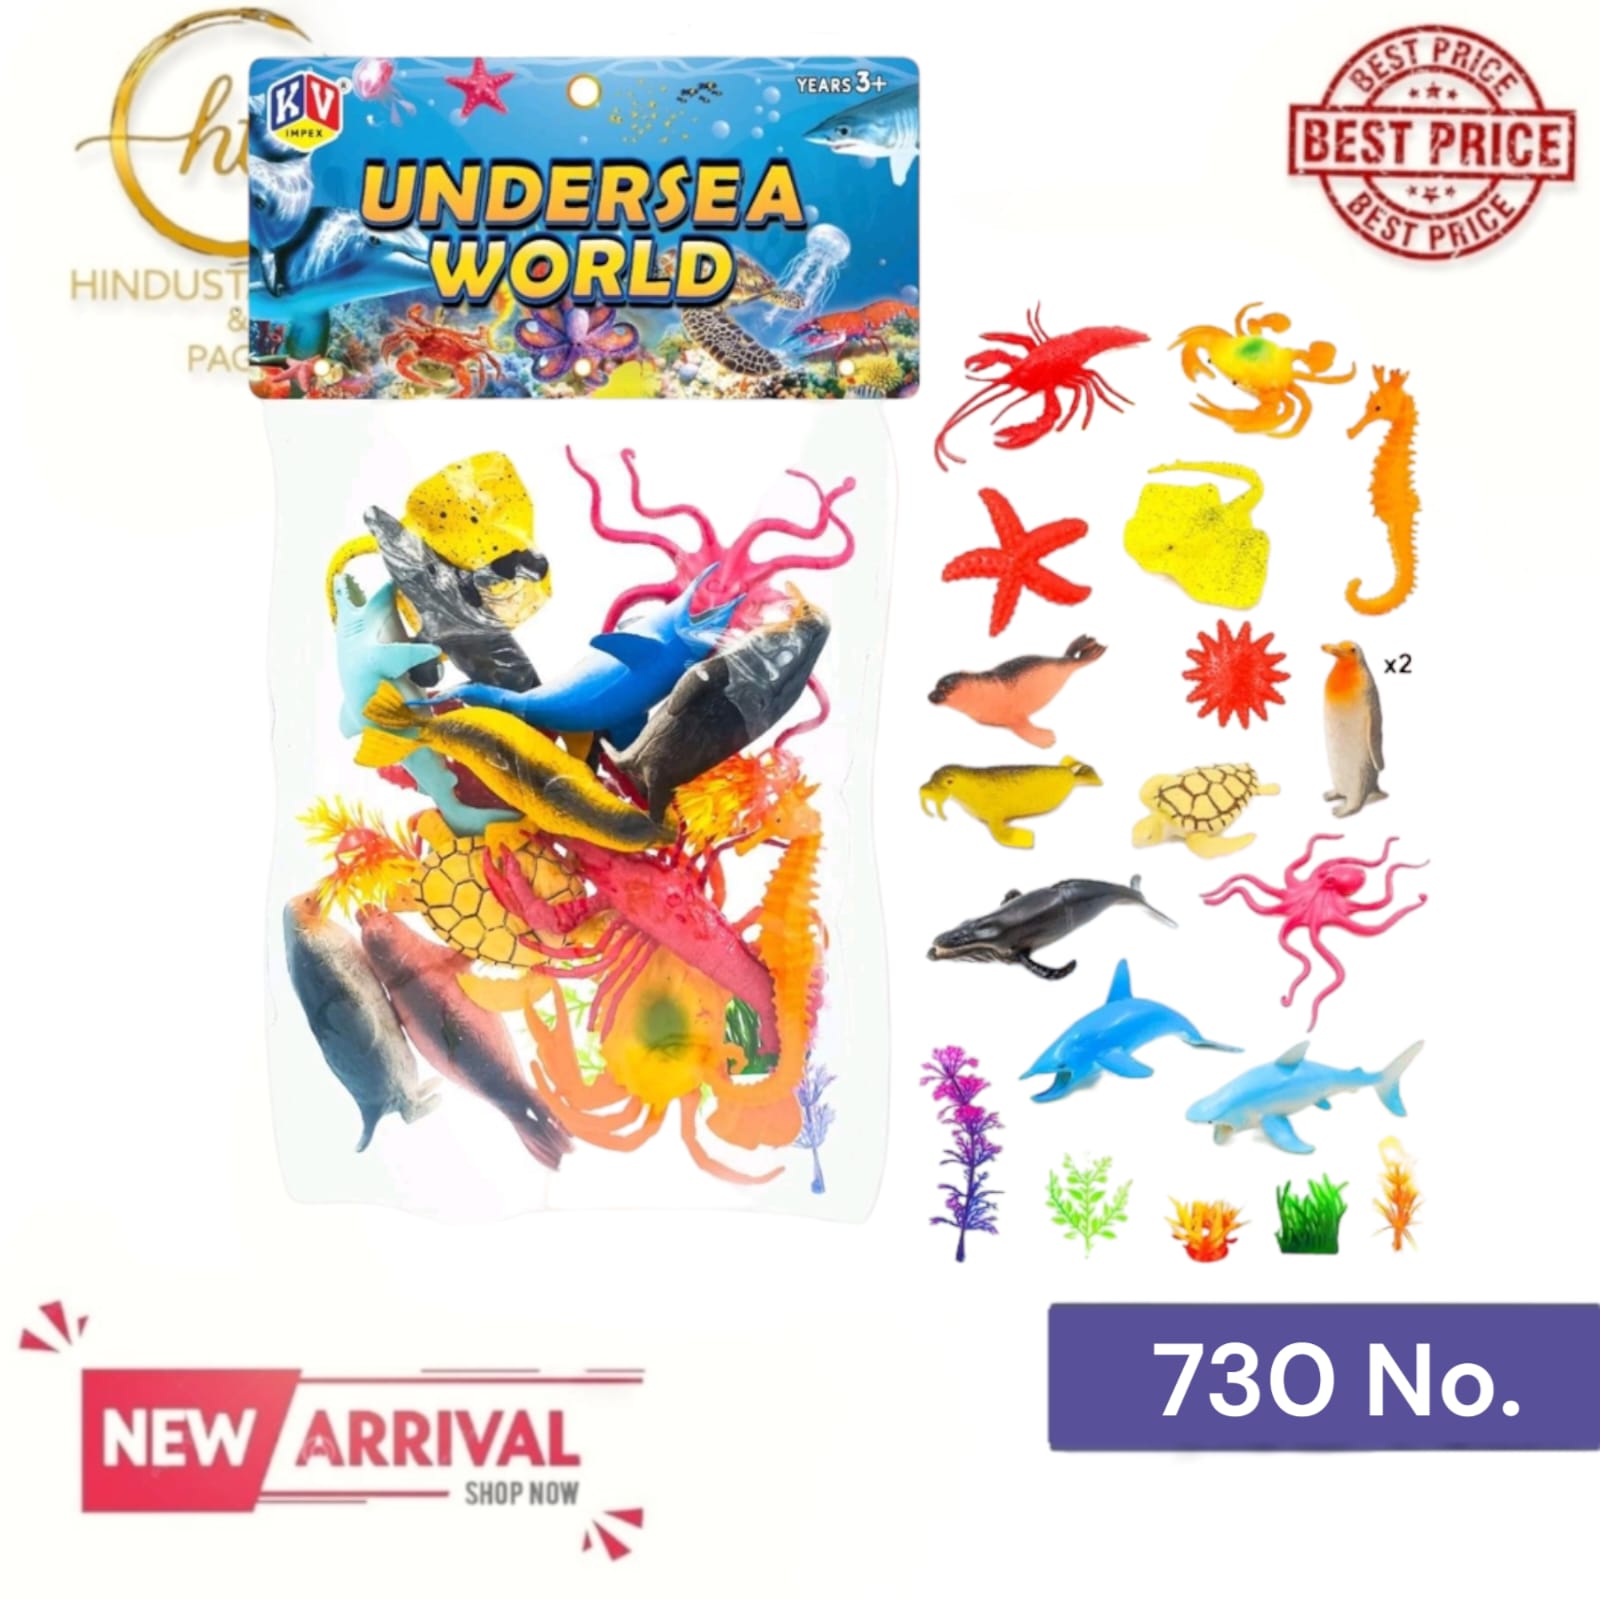 KV
IMPEX
YEARS 3+
UNDERSEA
WORLD
HINDUST
&
PAC
BEST PRICE
BEST PRICE
BEST PRICE
x2
730 No.
NEW ARRIVAL
SHOP NOW